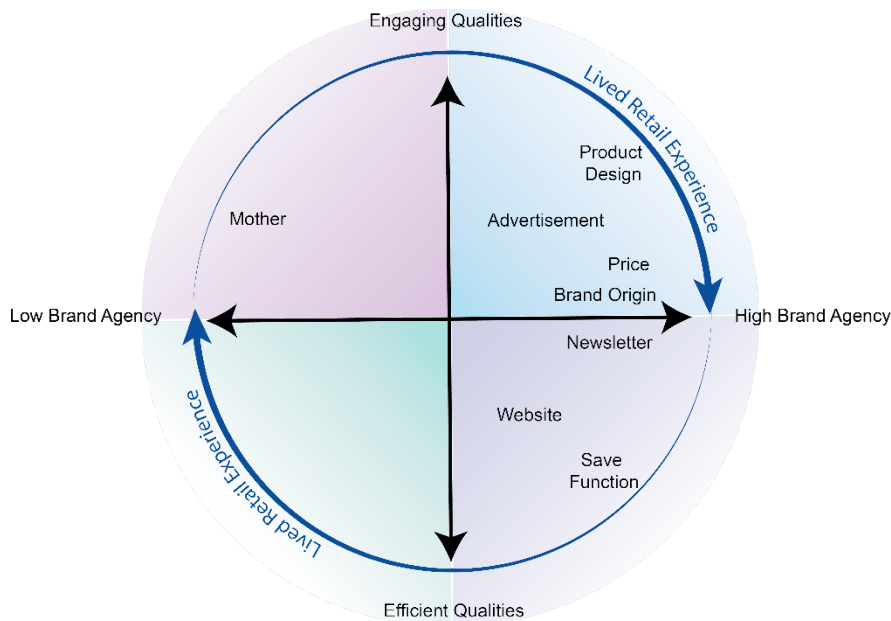 Engaging Qualities
Lived Retail Experience
Product
Design
Mother
Advertisement
Price
Brand Origin
Low Brand Agency
High Brand Agency
Newsletter
Website
Save
Function
Lived Retail Experience
Efficient Qualities